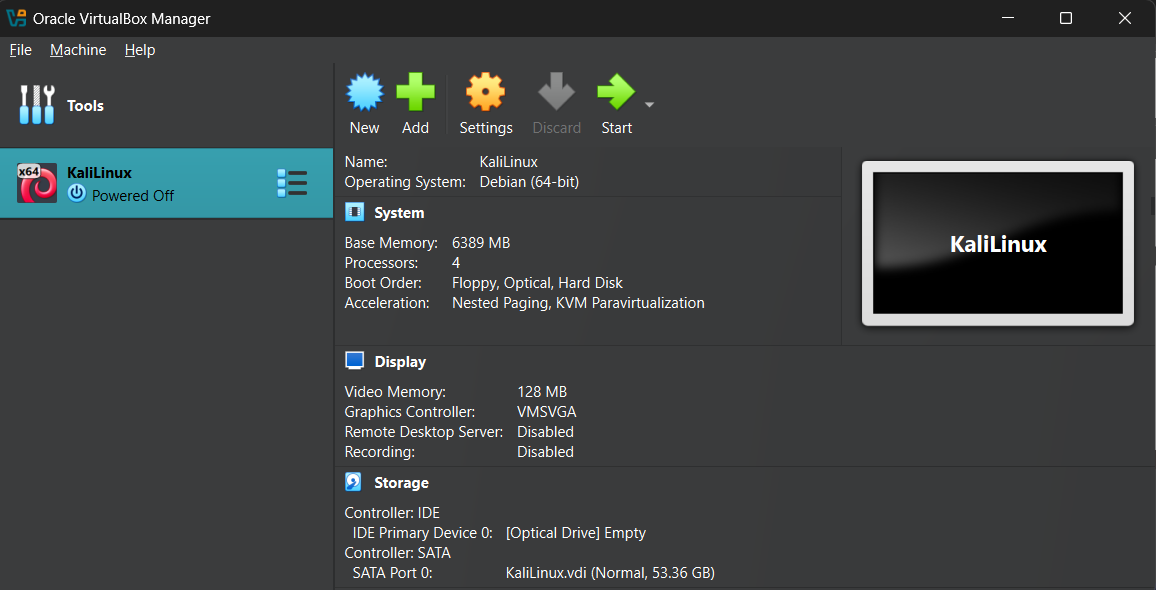 Oracle VirtualBox Manager
File Machine Help
Tools
New Add Settings Discard Start
x64
KaliLinux
Powered Off
Name: KaliLinux
Operating System: Debian (64-bit)
System
Base Memory: 6389 MB
Processors: 4
Boot Order: Floppy, Optical, Hard Disk
Acceleration: Nested Paging, KVM Paravirtualization
KaliLinux
Display
Video Memory: 128 MB
Graphics Controller: VMSVGA
Remote Desktop Server: Disabled
Recording: Disabled
Storage
Controller: IDE
IDE Primary Device 0: [Optical Drive] Empty
Controller: SATA
SATA Port 0: KaliLinux.vdi (Normal, 53.36 GB)